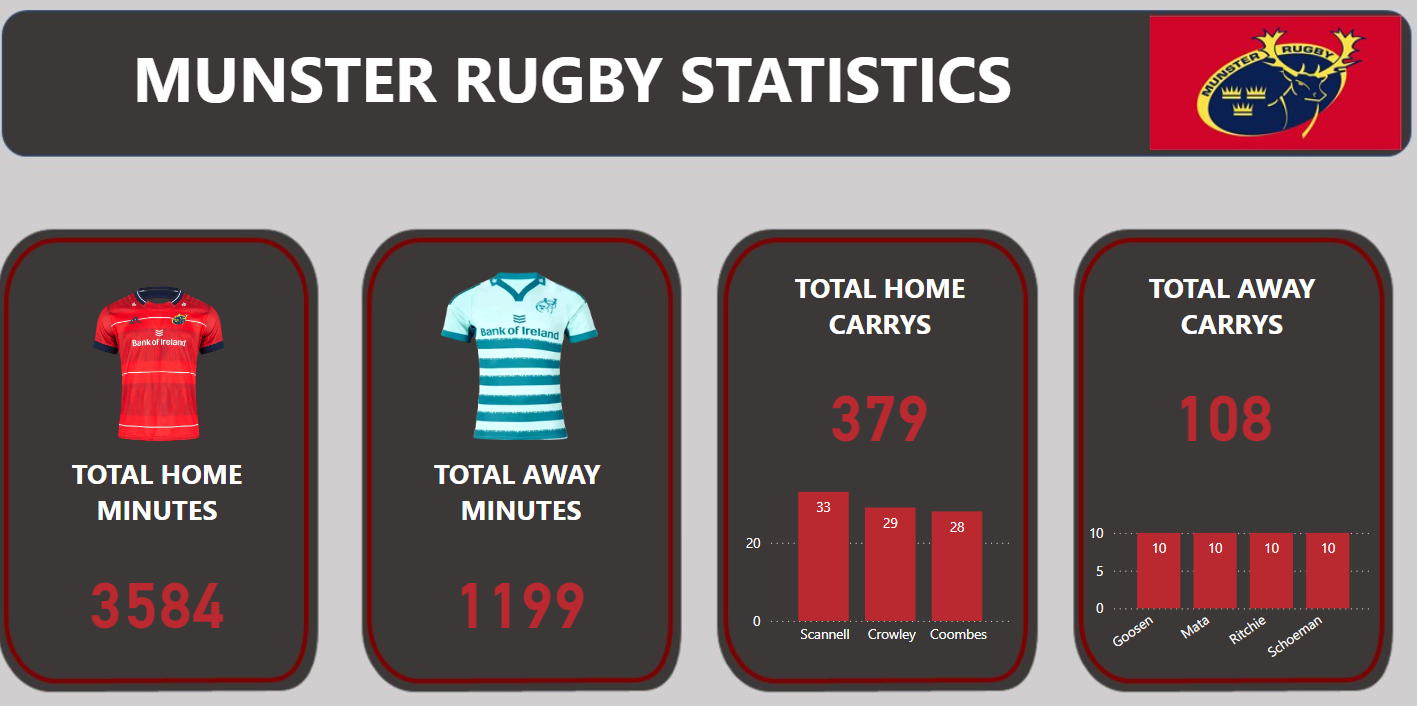 MUNSTER RUGBY STATISTICS
MUNSTER RUGBY
Bank of Ireland
TOTAL HOME
MINUTES
3584
Bank of Ireland
TOTAL AWAY
MINUTES
1199
TOTAL HOME
CARRYS
379
33
29
28
20
0
Scannell Crowley Coombes
TOTAL AWAY
CARRYS
108
10
10 10 10 10
5
0
Goosen Mata Ritchie Schoeman